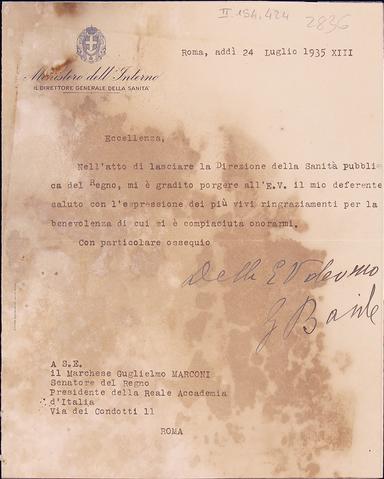 II 154.424
2836
Roma, addì 24 Luglio 1935 XIII
Ministero dell'Interno
IL DIRETTORE GENERALE DELLA SANITÀ
Eccellenza,
Nell'atto di lasciare la Direzione della Sanità pubbli
ca del Regno, mi è gradito porgere all'E.V. il mio deferente
saluto con l'espressione dei più vivi ringraziamenti per la
benevolenza di cui mi è compiaciuta onorarmi.
Con particolare ossequio
Della E.V. devmo
G Basile
A S.E.
il Marchese Guglielmo MARCONI
Senatore del Regno
Presidente della Reale Accademia
d'Italia
Via dei Condotti 11
ROMA